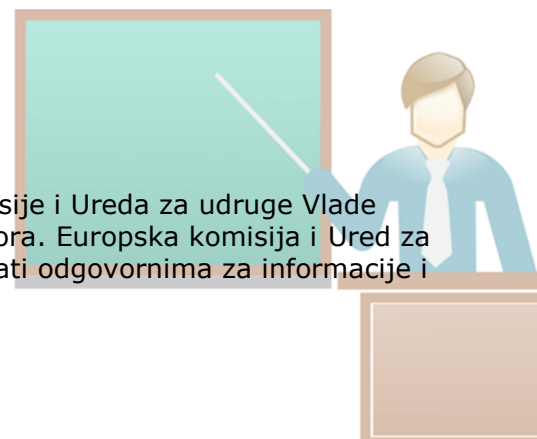 sije i Ureda za udruge Vlade
ora. Europska komisija i Ured za
ati odgovornima za informacije i